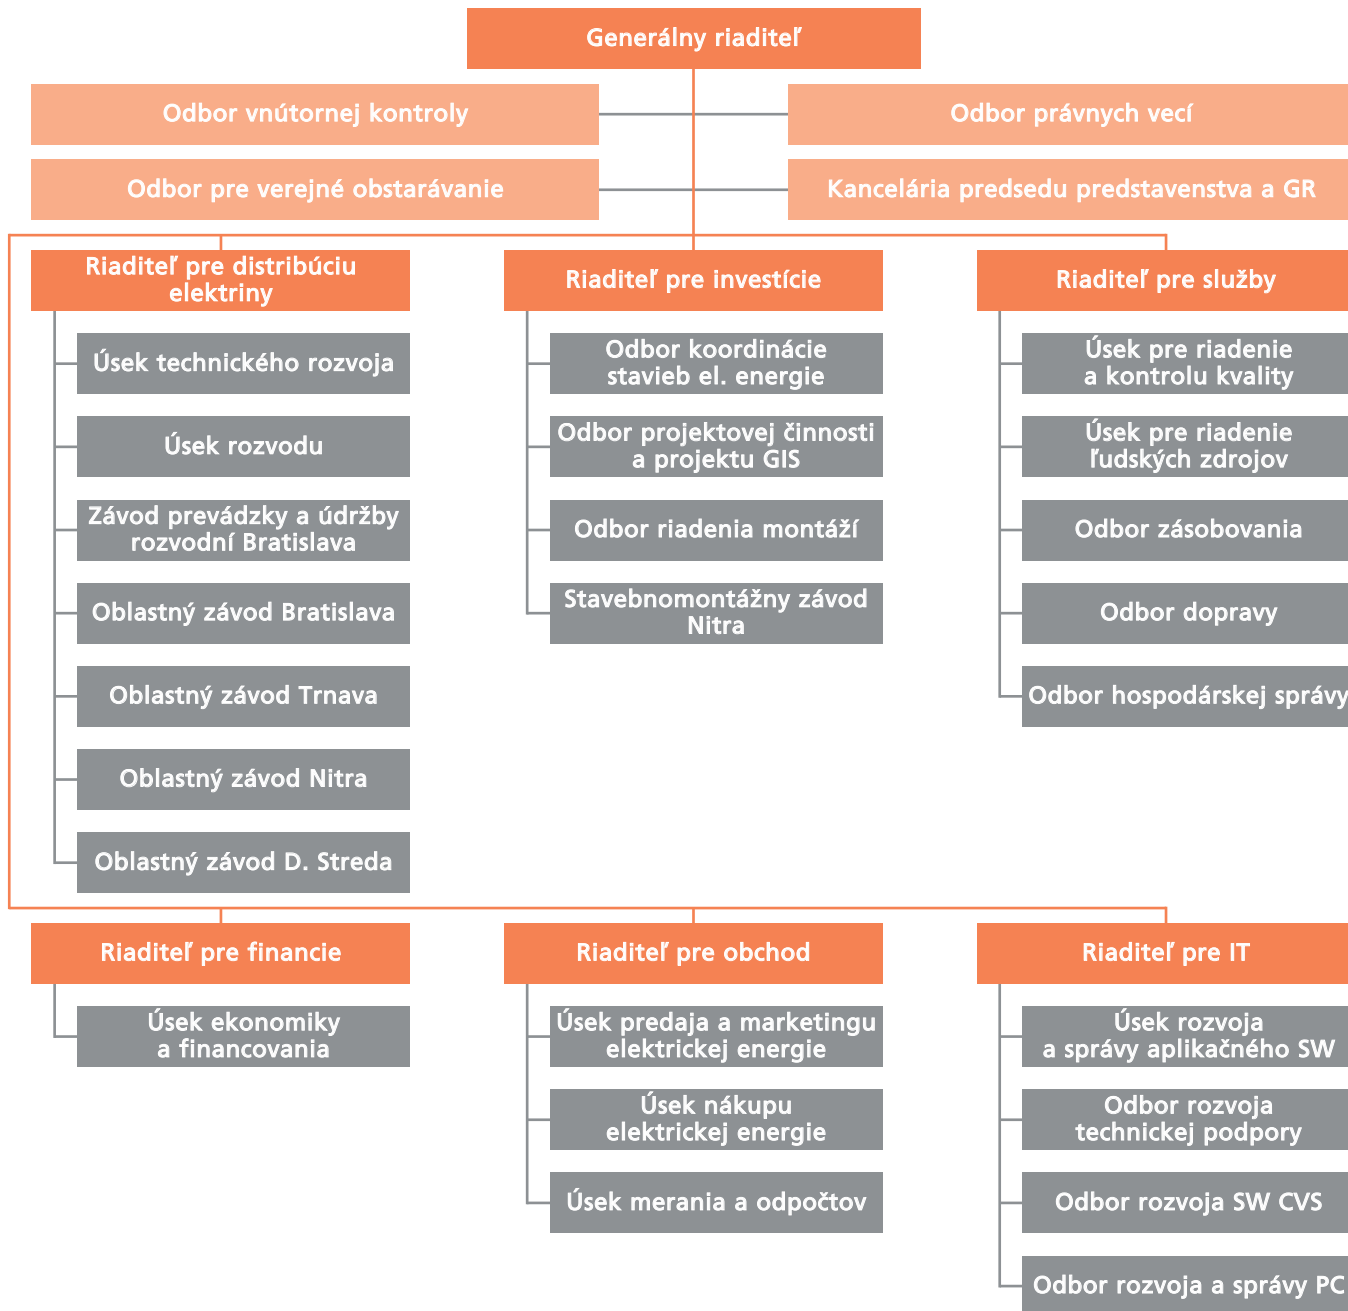 Generálny riaditeľ
Odbor vnútornej kontroly
Odbor právnych vecí
Odbor pre verejné obstarávanie
Kancelária predsedu predstavenstva a GR
Riaditeľ pre distribúciu
elektriny
Úsek technického rozvoja
Úsek rozvodu
Závod prevádzky a údržby
rozvodní Bratislava
Oblastný závod Bratislava
Oblastný závod Trnava
Oblastný závod Nitra
Oblastný závod D. Streda
Riaditeľ pre investície
Odbor koordinácie
stavieb el. energie
Odbor projektovej činnosti
a projektu GIS
Odbor riadenia montáží
Stavebnomontážny závod
Nitra
Riaditeľ pre služby
Úsek pre riadenie
a kontrolu kvality
Úsek pre riadenie
ľudských zdrojov
Odbor zásobovania
Odbor dopravy
Odbor hospodárskej správy
Riaditeľ pre financie
Úsek ekonomiky
a financovania
Riaditeľ pre obchod
Úsek predaja a marketingu
elektrickej energie
Úsek nákupu
elektrickej energie
Úsek merania a odpočtov
Riaditeľ pre IT
Úsek rozvoja
a správy aplikačného SW
Odbor rozvoja
technickej podpory
Odbor rozvoja SW CVS
Odbor rozvoja a správy PC